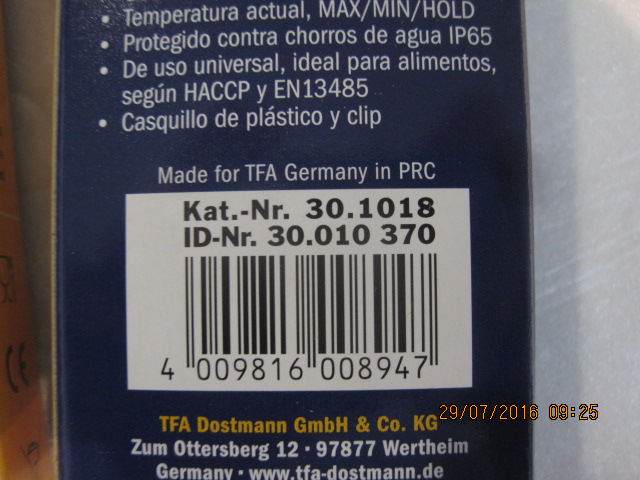 • Temperatura actual, MAX/MIN/HOLD
• Protegido contra chorros de agua IP65
• De uso universal, ideal para alimentos,
según HACCP y EN13485
• Casquillo de plástico y clip
Made for TFA Germany in PRC
Kat.-Nr. 30.1018
ID-Nr. 30.010 370
4 009816 008947
CE
TFA Dostmann GmbH & Co. KG
Zum Ottersberg 12 · 97877 Wertheim
Germany · www.tfa-dostmann.de
29/07/2016 09:25